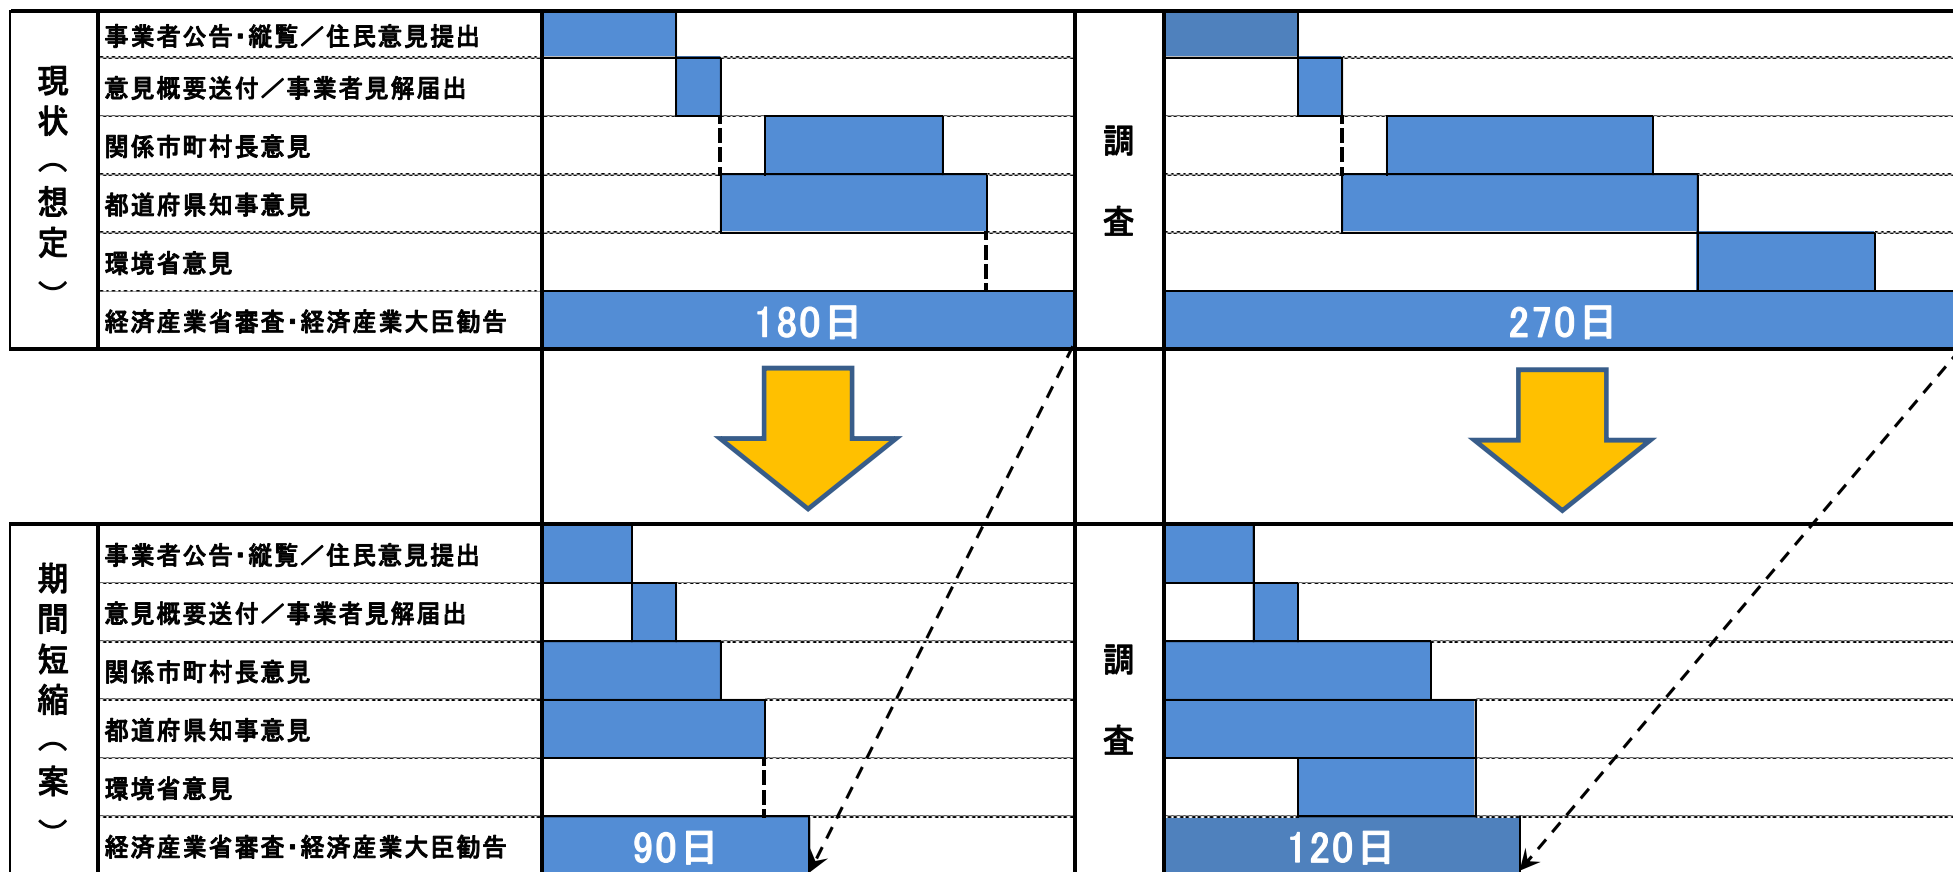 現状（想定）
事業者公告・縦覧／住民意見提出
意見概要送付／事業者見解届出
関係市町村長意見
都道府県知事意見
環境省意見
経済産業省審査・経済産業大臣勧告
180日
調査
270日
期間短縮（案）
事業者公告・縦覧／住民意見提出
意見概要送付／事業者見解届出
関係市町村長意見
都道府県知事意見
環境省意見
経済産業省審査・経済産業大臣勧告
90日
調査
120日